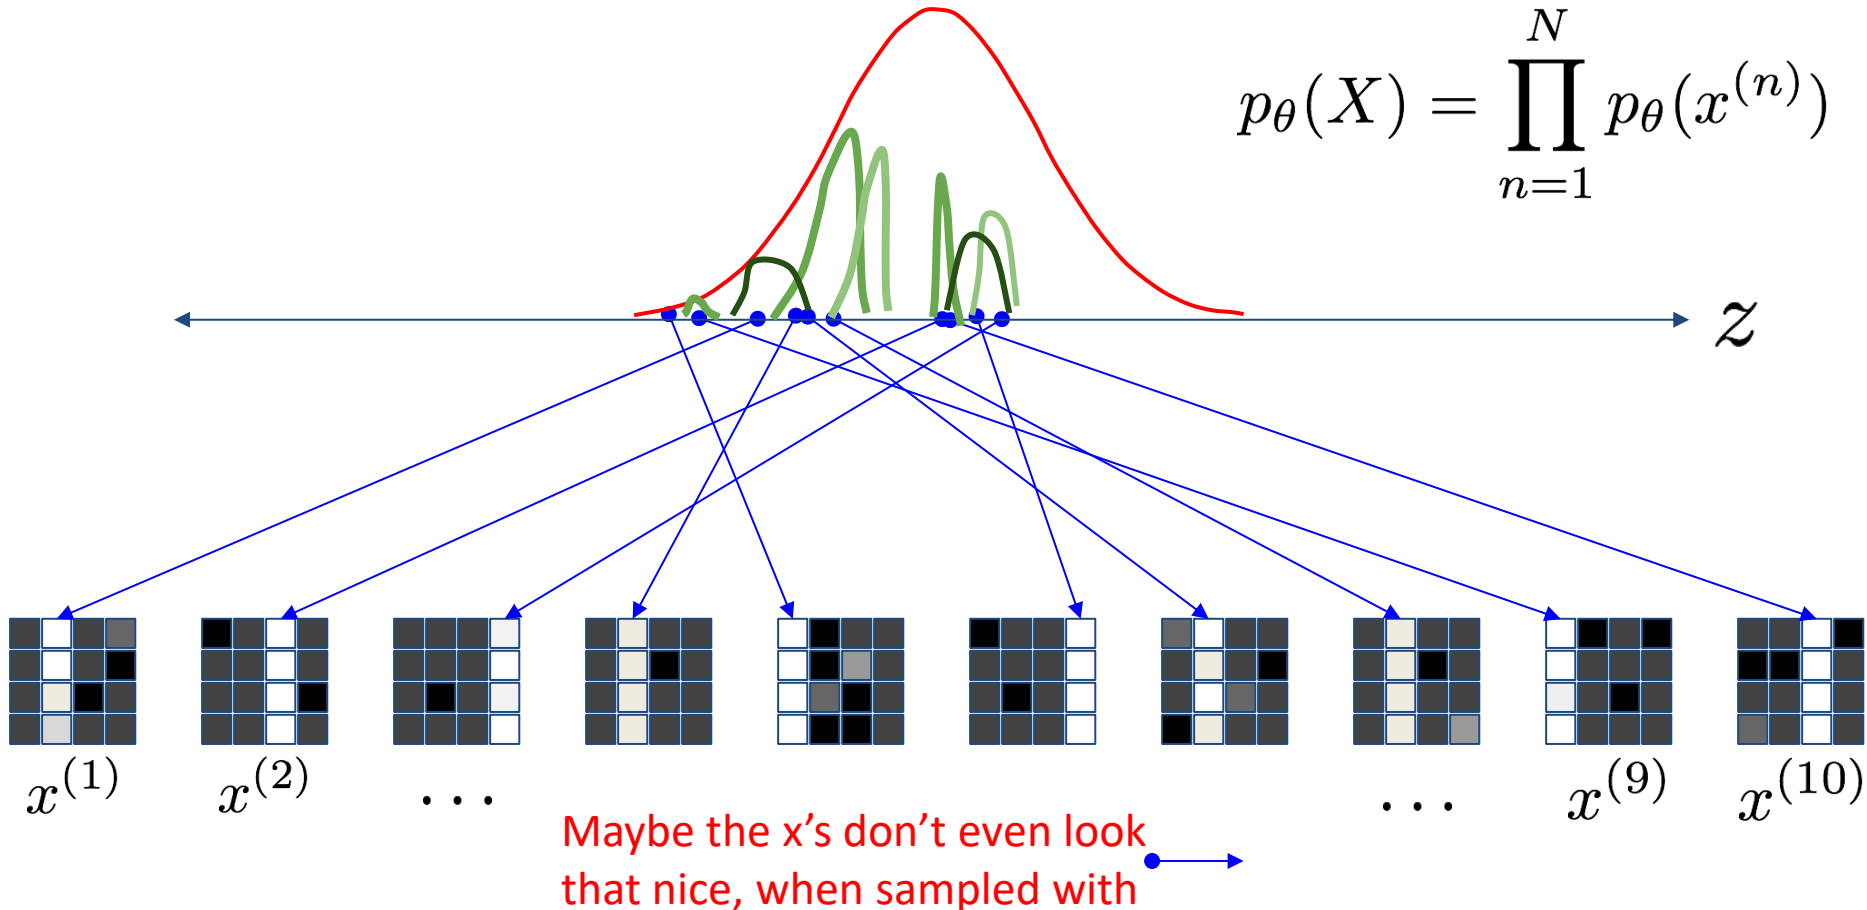 p_θ(X) = ∏_{n=1}^{N} p_θ(x^{(n)})
z
x^{(1)} x^{(2)} ... ... x^{(9)} x^{(10)}
Maybe the x’s don’t even look
that nice, when sampled with